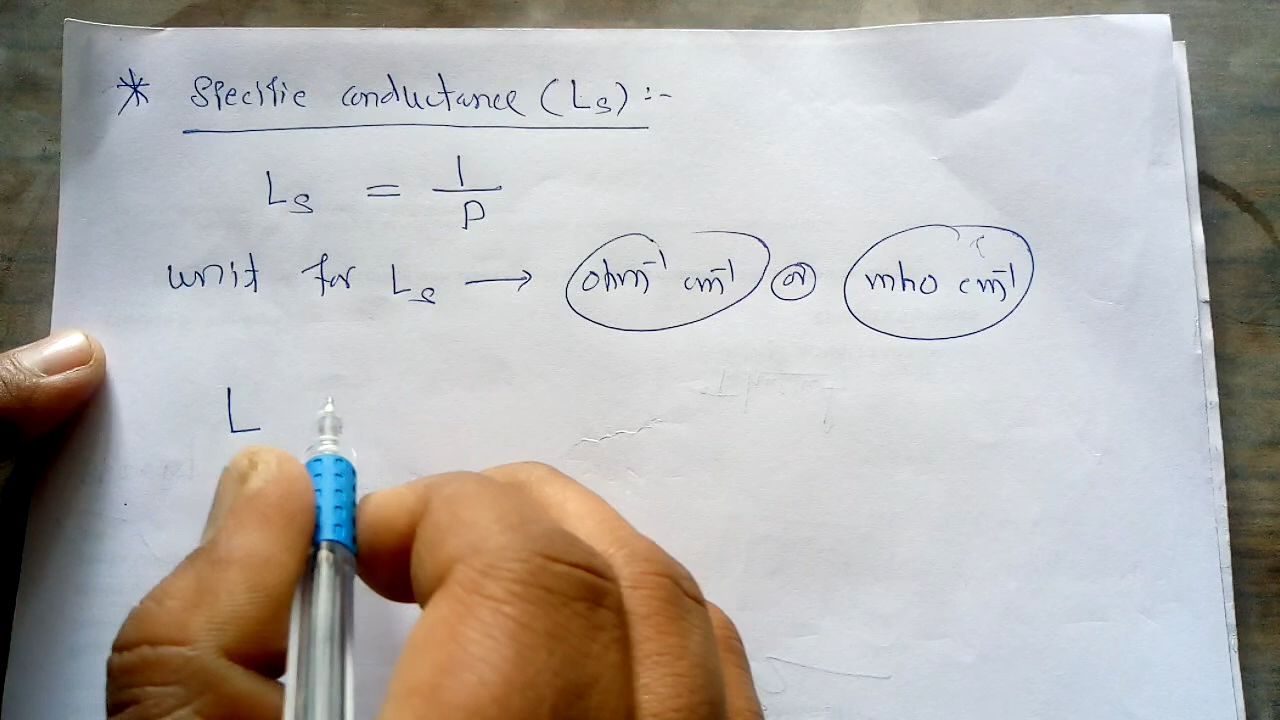 * Specific conductance (Ls) :-
Ls = 1/P
unit for Ls → ohm⁻¹ cm⁻¹ or mho cm⁻¹
L